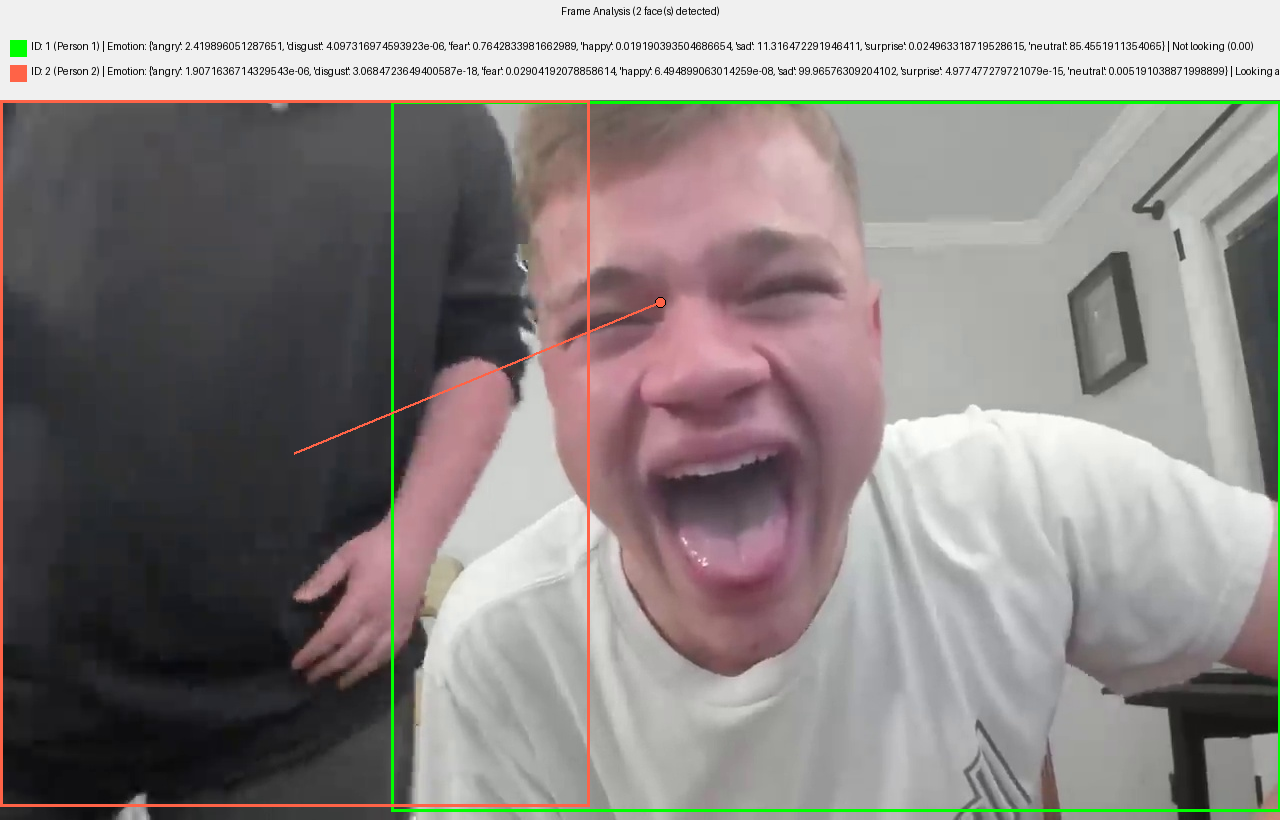 Frame Analysis (2 face(s) detected)
ID: 1 (Person 1) | Emotion: {'angry': 2.419896051287651, 'disgust': 4.097316974593923e-06, 'fear': 0.7642833981662989, 'happy': 0.019190393504686654, 'sad': 11.316472291946411, 'surprise': 0.024963318719528615, 'neutral': 85.4551911354065} | Not looking (0.00)
ID: 2 (Person 2) | Emotion: {'angry': 1.9071636714329543e-06, 'disgust': 3.0684723649400587e-18, 'fear': 0.02904192078858614, 'happy': 6.494899063014259e-08, 'sad': 99.96576309204102, 'surprise': 4.977477279721079e-15, 'neutral': 0.005191038871998899} | Looking a